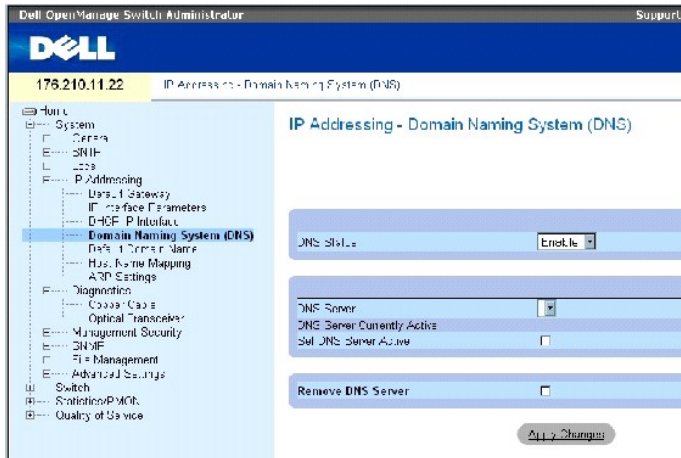 Dell OpenManage Switch Administrator
Support
DELL
176.210.11.22
IP Addressing - Domain Naming System (DNS)
Home
System
General
SNTP
Logs
IP Addressing
Default Gateway
IP Interface Parameters
DHCP IP Interface
Domain Naming System (DNS)
Default Domain Name
Host Name Mapping
ARP Settings
Diagnostics
Copper Cable
Optical Transceiver
Management Security
SNMP
File Management
Advanced Settings
Switch
Statistics/RMON
Quality of Service
IP Addressing - Domain Naming System (DNS)
DNS Status
Enable
DNS Server
DNS Server Currently Active
Set DNS Server Active
Remove DNS Server
Apply Changes